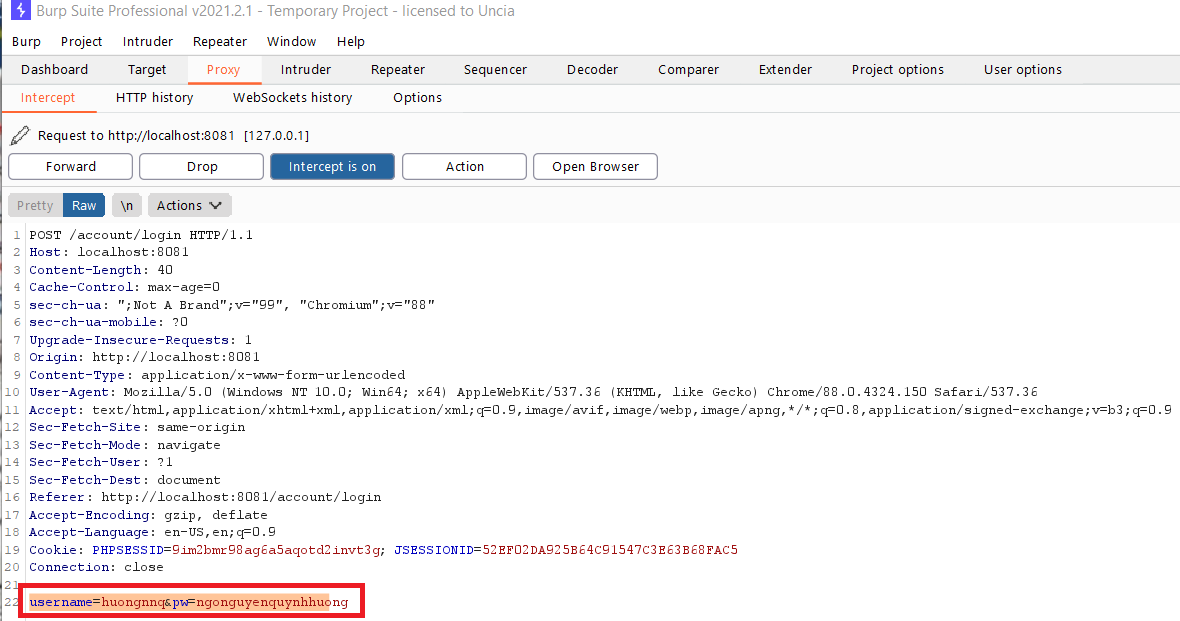 Burp Suite Professional v2021.2.1 - Temporary Project - licensed to Uncia
Burp Project Intruder Repeater Window Help
Dashboard Target Proxy Intruder Repeater Sequencer Decoder Comparer Extender Project options User options
Intercept HTTP history WebSockets history Options
Request to http://localhost:8081 [127.0.0.1]
Forward Drop Intercept is on Action Open Browser
Pretty Raw \n Actions
1 POST /account/login HTTP/1.1
2 Host: localhost:8081
3 Content-Length: 40
4 Cache-Control: max-age=0
5 sec-ch-ua: ";Not A Brand";v="99", "Chromium";v="88"
6 sec-ch-ua-mobile: ?0
7 Upgrade-Insecure-Requests: 1
8 Origin: http://localhost:8081
9 Content-Type: application/x-www-form-urlencoded
10 User-Agent: Mozilla/5.0 (Windows NT 10.0; Win64; x64) AppleWebKit/537.36 (KHTML, like Gecko) Chrome/88.0.4324.150 Safari/537.36
11 Accept: text/html,application/xhtml+xml,application/xml;q=0.9,image/avif,image/webp,image/apng,*/*;q=0.8,application/signed-exchange;v=b3;q=0.9
12 Sec-Fetch-Site: same-origin
13 Sec-Fetch-Mode: navigate
14 Sec-Fetch-User: ?1
15 Sec-Fetch-Dest: document
16 Referer: http://localhost:8081/account/login
17 Accept-Encoding: gzip, deflate
18 Accept-Language: en-US,en;q=0.9
19 Cookie: PHPSESSID=9im2bmr98ag6a5aqotd2invt3g; JSESSIONID=52EF02DA925B64C91547C3E63B68FAC5
20 Connection: close
21
22 username=huongnnq&pw=ngonguyenquynhhuong